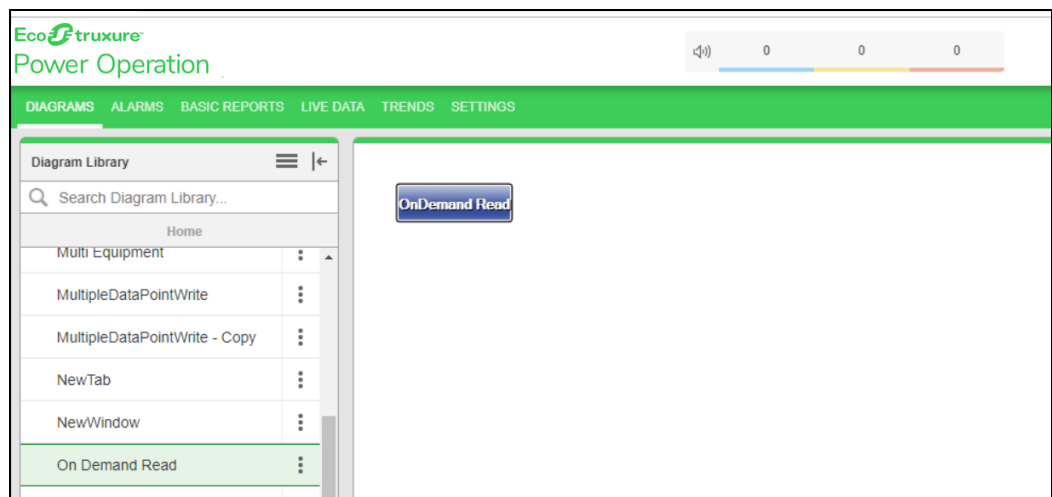 EcoStruxure
Power Operation
0 0 0
DIAGRAMS ALARMS BASIC REPORTS LIVE DATA TRENDS SETTINGS
Diagram Library
Search Diagram Library...
Home
Multi Equipment
MultipleDataPointWrite
MultipleDataPointWrite - Copy
NewTab
NewWindow
On Demand Read
OnDemand Read